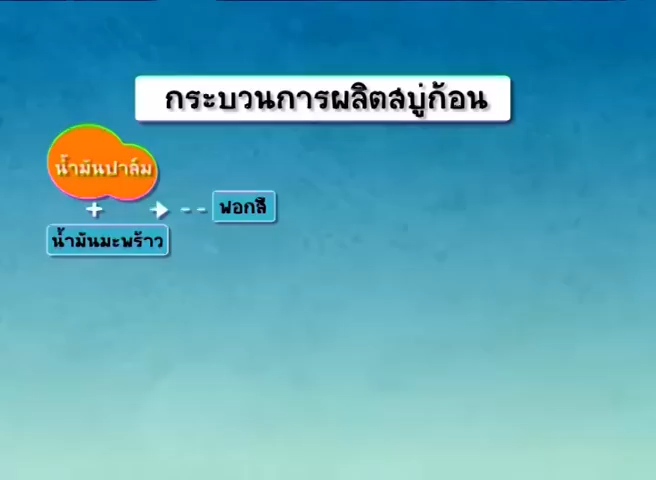 กระบวนการผลิตสบู่ก้อน
น้ำมันปาล์ม
+
ฟอกสี
น้ำมันมะพร้าว